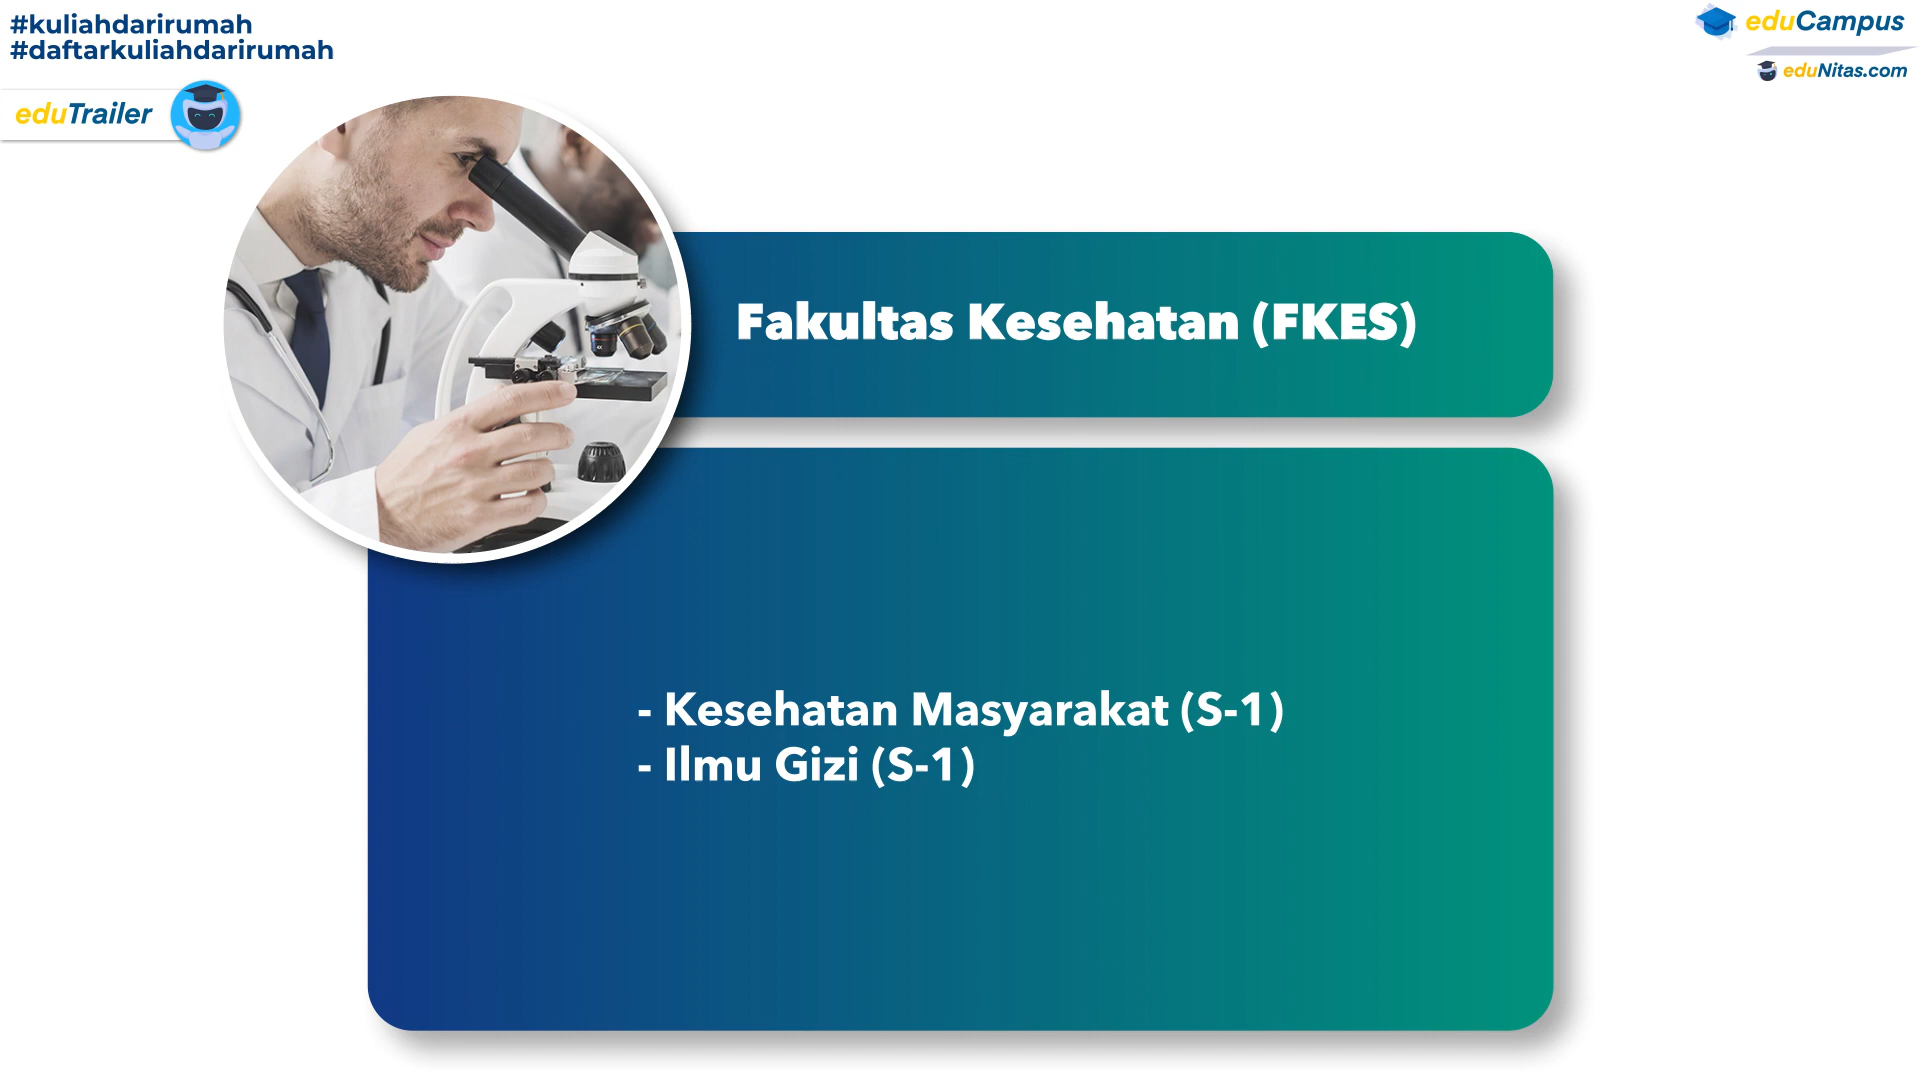 #kuliahdarirumah
#daftarkuliahdarirumah
eduTrailer
eduCampus
eduNitas.com
Fakultas Kesehatan (FKES)
- Kesehatan Masyarakat (S-1)
- Ilmu Gizi (S-1)